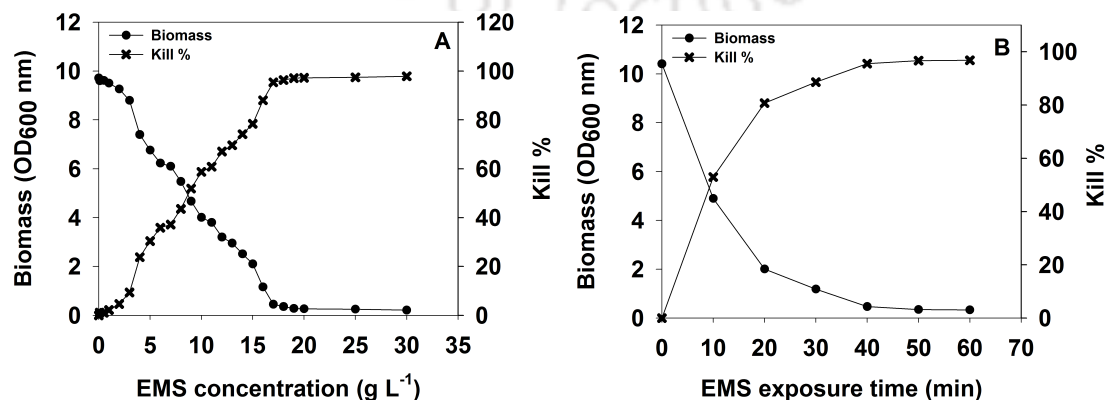 12
10
8
6
4
2
0
Biomass (OD600 nm)
Biomass
Kill %
A
120
100
80
60
40
20
0
Kill %
0 5 10 15 20 25 30 35
EMS concentration (g L-1)
12
10
8
6
4
2
0
Biomass (OD600 nm)
Biomass
Kill %
B
100
80
60
40
20
0
Kill %
0 10 20 30 40 50 60 70
EMS exposure time (min)